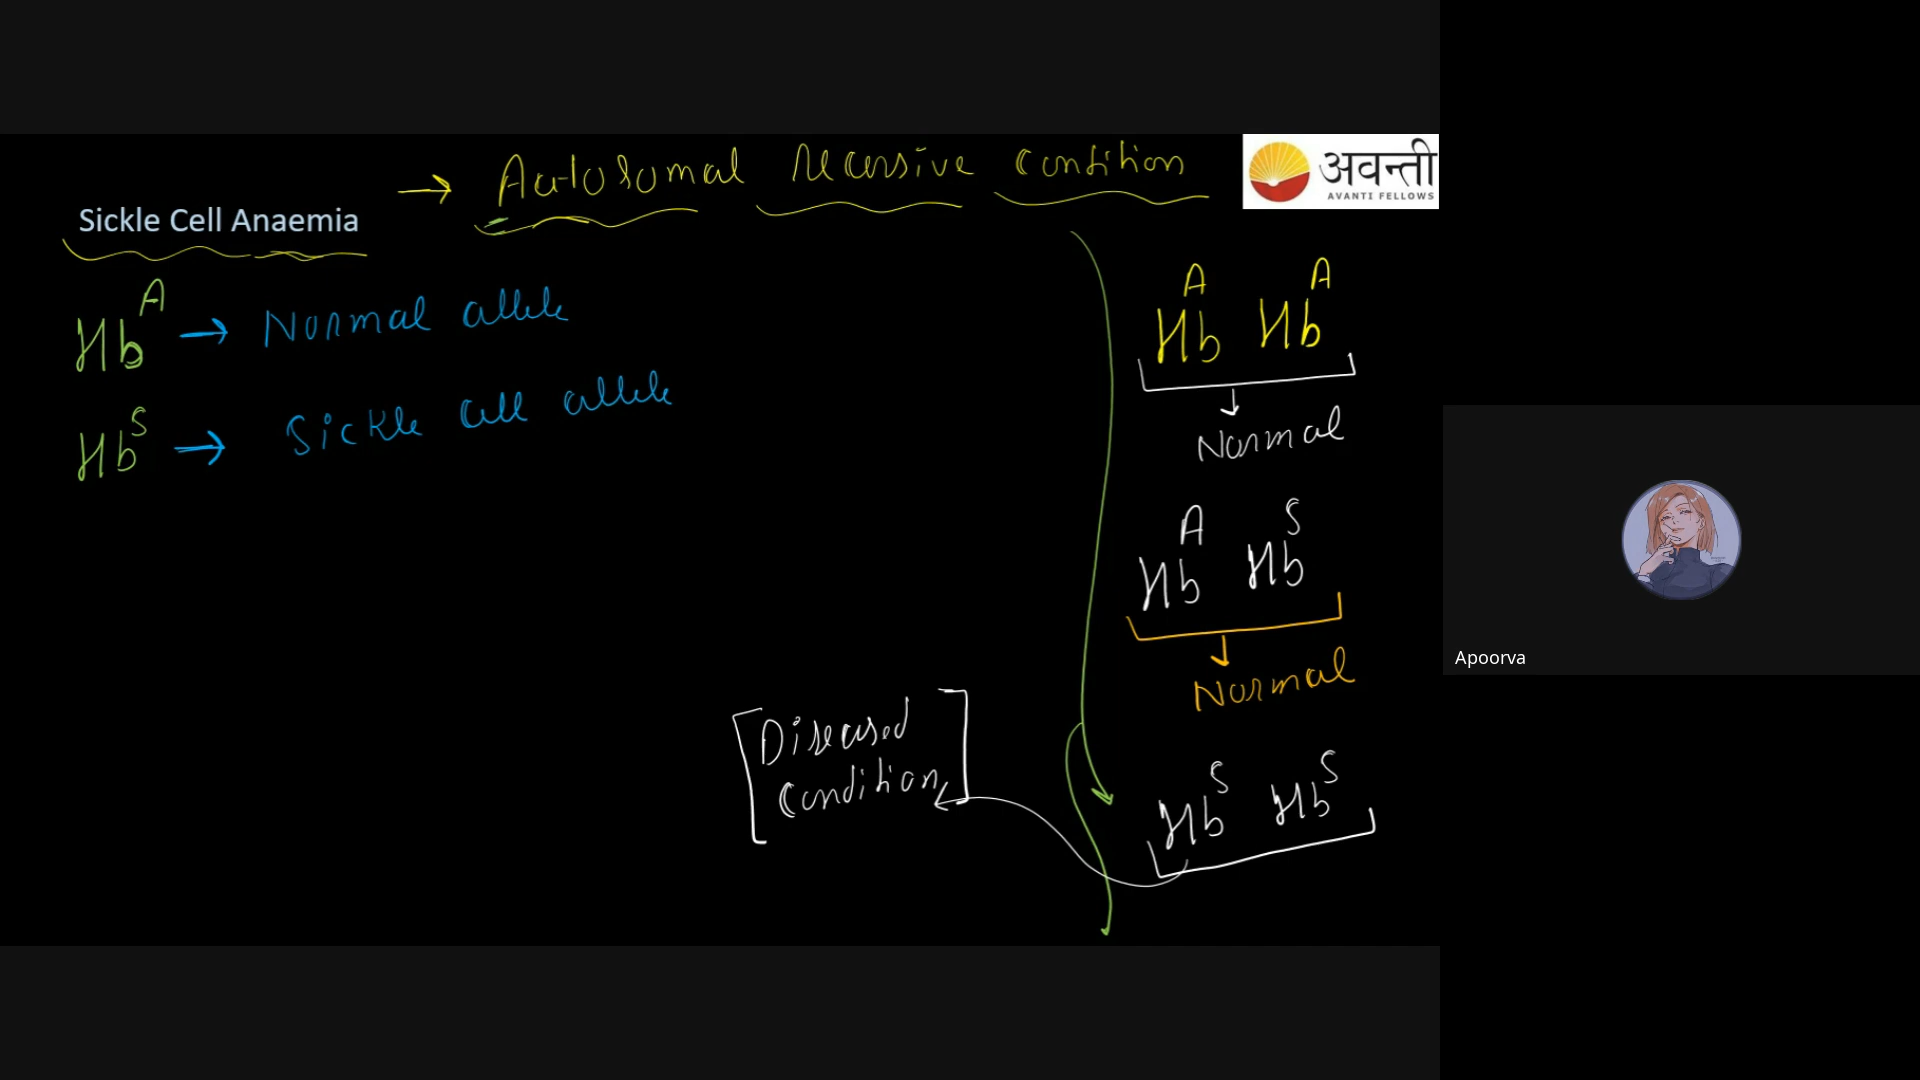 → Autosomal recessive condition
Sickle Cell Anaemia
अवन्ती
AVANTI FELLOWS
Hb^A → Normal allele
Hb^S → Sickle cell allele
Hb^A Hb^A
↓
Normal
Hb^A Hb^S
↓
Normal
Hb^S Hb^S
[Diseased
Condition]
Apoorva